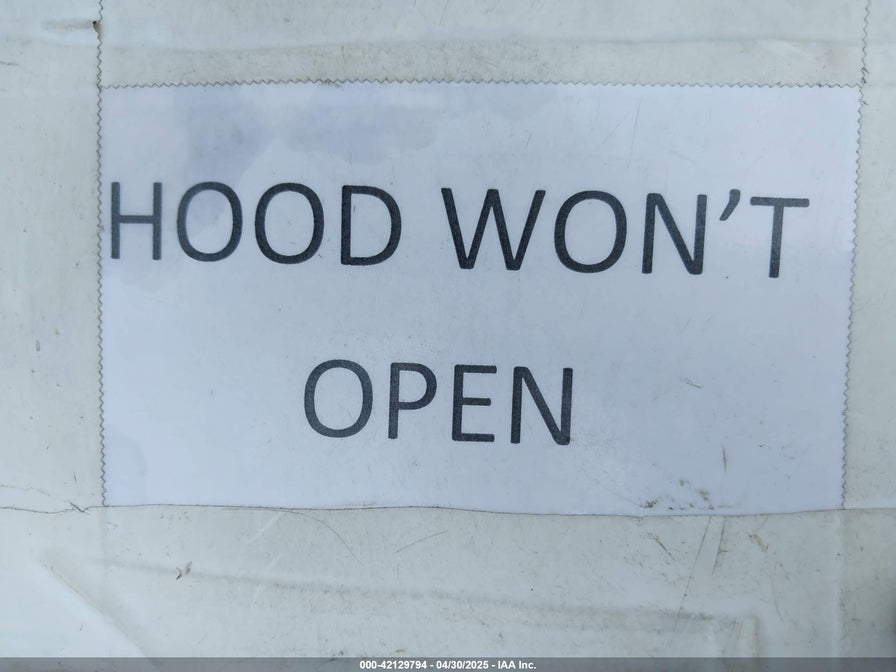 HOOD WON’T
OPEN
000-42129794 - 04/30/2025 - IAA Inc.